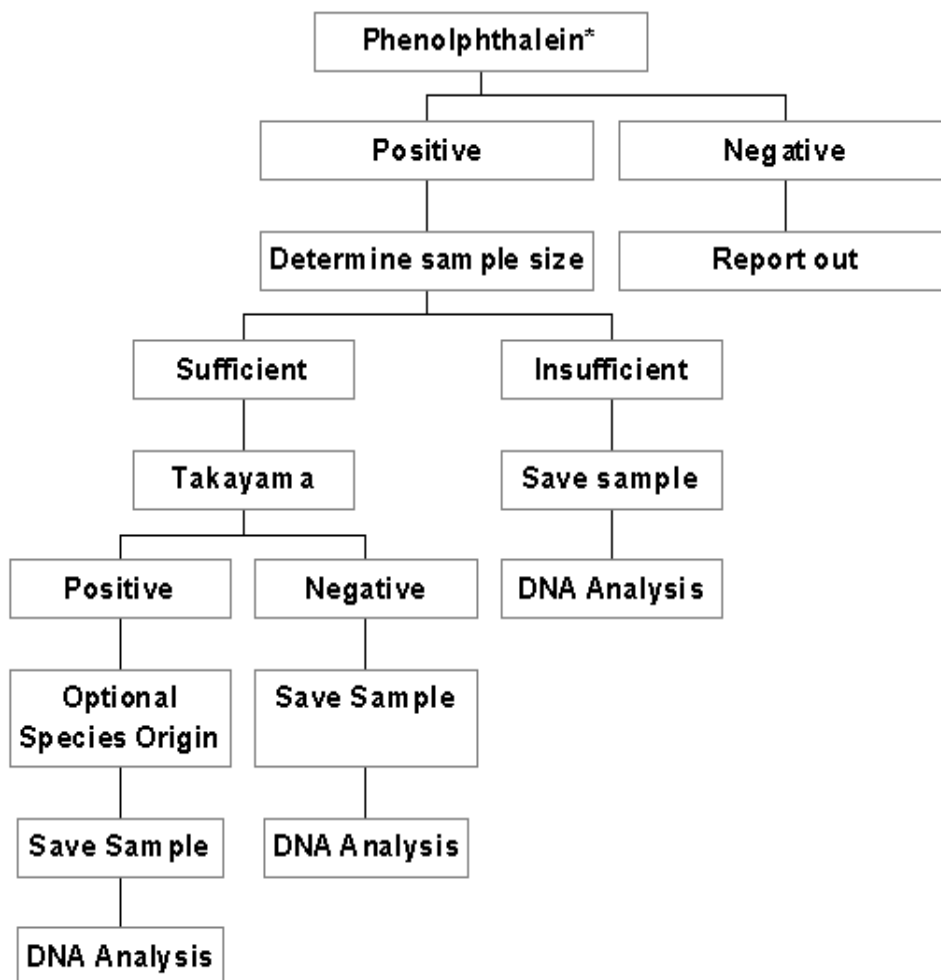 Phenolphthalein*
Positive
Negative
Determine sample size
Report out
Sufficient
Insufficient
Takayama
Save sample
Positive
Negative
DNA Analysis
Optional
Species Origin
Save Sample
Save Sample
DNA Analysis
DNA Analysis